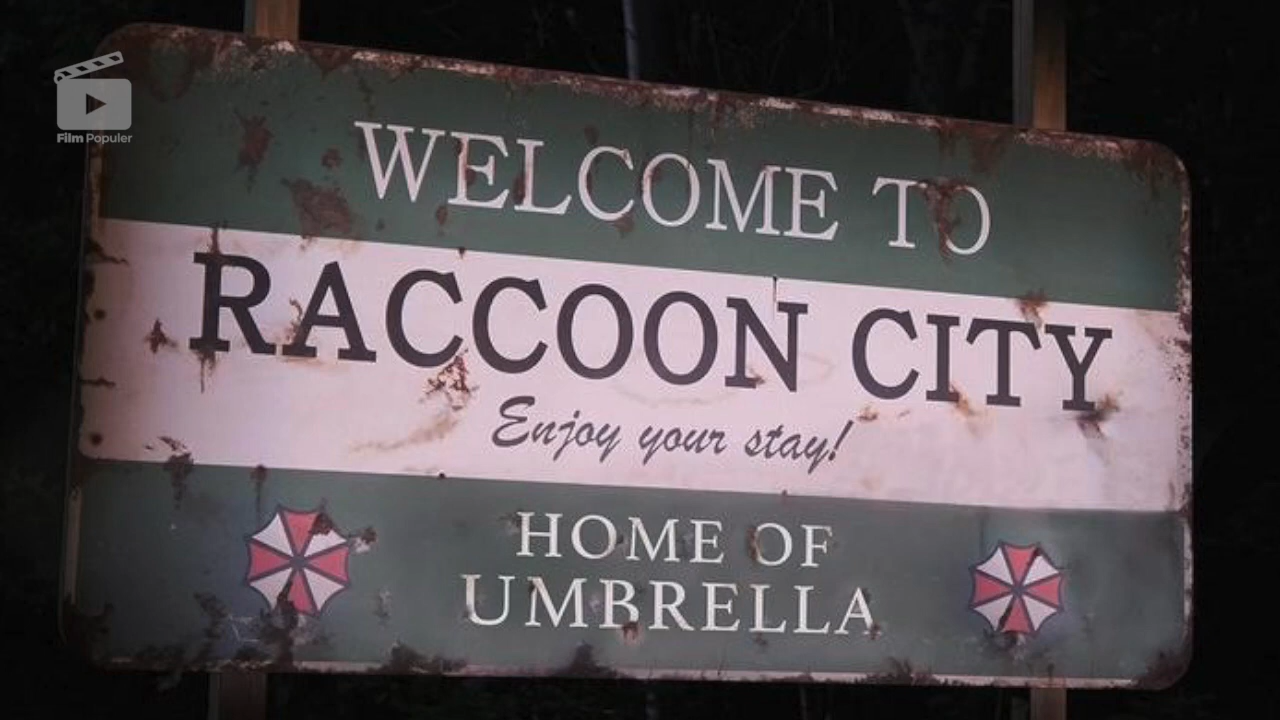 Film Populer
WELCOME TO
RACCOON CITY
Enjoy your stay!
HOME OF
UMBRELLA